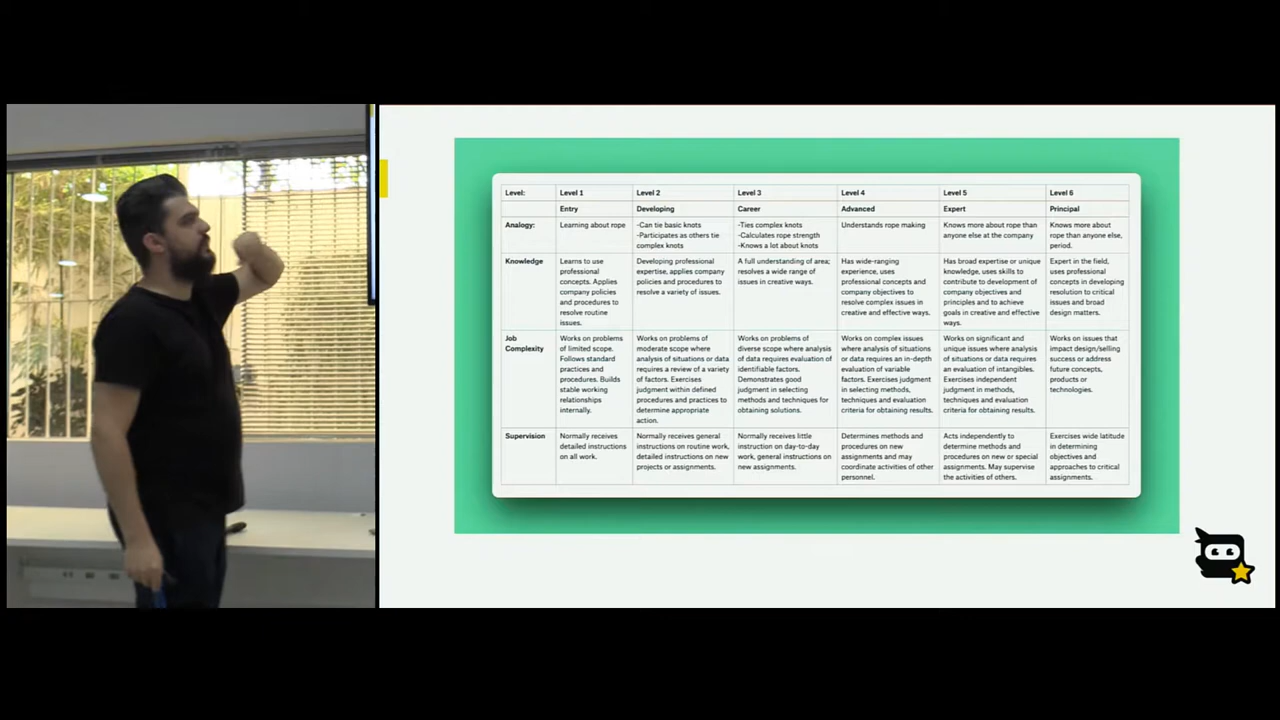 Level:
Level 1
Level 2
Level 3
Level 4
Level 5
Level 6
Entry
Developing
Career
Advanced
Expert
Principal
Analogy:
Learning about rope
-Can tie basic knots
-Participates as others tie
complex knots
-Ties complex knots
-Calculates rope strength
-Knows a lot about knots
Understands rope making
Knows more about rope than
anyone else at the company
Knows more about
rope than anyone else,
period.
Knowledge
Learns to use
professional
concepts. Applies
company policies
and procedures to
resolve routine
issues.
Developing professional
expertise, applies company
policies and procedures to
resolve a variety of issues.
A full understanding of area;
resolves a wide range of
issues in creative ways.
Has wide-ranging
experience, uses
professional concepts and
company objectives to
resolve complex issues in
creative and effective ways.
Has broad expertise or unique
knowledge, uses skills to
contribute to development of
company objectives and
principles and to achieve
goals in creative and effective
ways.
Expert in the field,
uses professional
concepts in developing
resolution to critical
issues and broad
design matters.
Job
Complexity
Works on problems
of limited scope.
Follows standard
practices and
procedures. Builds
stable working
relationships
internally.
Works on problems of
moderate scope where
analysis of situations or data
requires a review of a variety
of factors. Exercises
judgment within defined
procedures and practices to
determine appropriate
action.
Works on problems of
diverse scope where analysis
of data requires evaluation of
identifiable factors.
Demonstrates good
judgment in selecting
methods and techniques for
obtaining solutions.
Works on complex issues
where analysis of situations
or data requires an in-depth
evaluation of variable
factors. Exercises judgment
in selecting methods,
techniques and evaluation
criteria for obtaining results.
Works on significant and
unique issues where analysis
of situations or data requires
an evaluation of intangibles.
Exercises independent
judgment in methods,
techniques and evaluation
criteria for obtaining results.
Works on issues that
impact design/selling
success or address
future concepts,
products or
technologies.
Supervision
Normally receives
detailed instructions
on all work.
Normally receives general
instructions on routine work,
detailed instructions on new
projects or assignments.
Normally receives little
instruction on day-to-day
work, general instructions on
new assignments.
Determines methods and
procedures on new
assignments and may
coordinate activities of other
personnel.
Acts independently to
determine methods and
procedures on new or special
assignments. May supervise
the activities of others.
Exercises wide latitude
in determining
objectives and
approaches to critical
assignments.